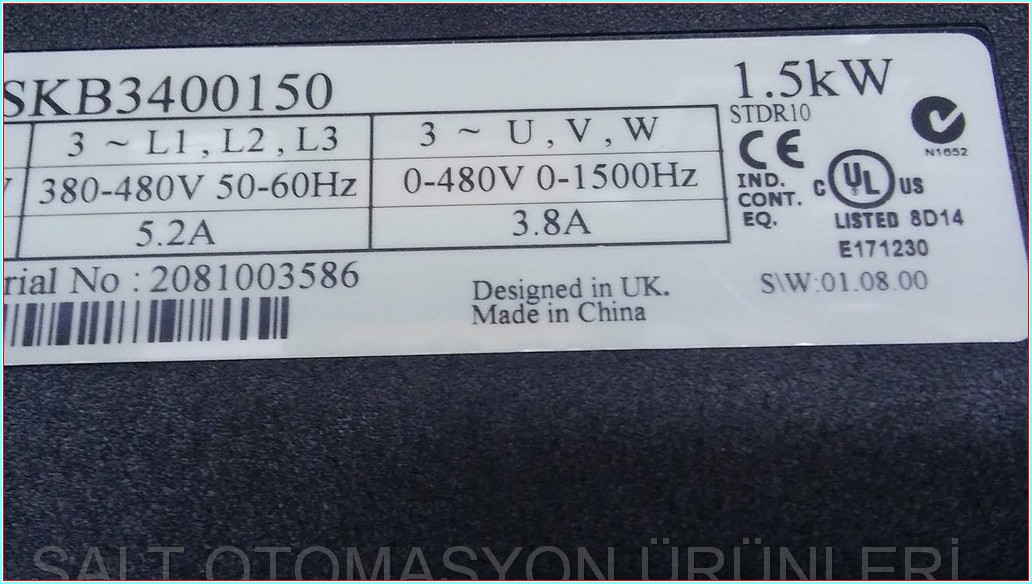 SKB3400150
1.5kW
STDR10
3 ~ L1 , L2 , L3
3 ~ U , V , W
380-480V 50-60Hz
0-480V 0-1500Hz
5.2A
3.8A
CE
IND.
CONT.
EQ.
N1652
C UL US
LISTED 8D14
E171230
rial No : 2081003586
S\W:01.08.00
Designed in UK.
Made in China
SALT OTOMASYON ÜRÜNLERİ